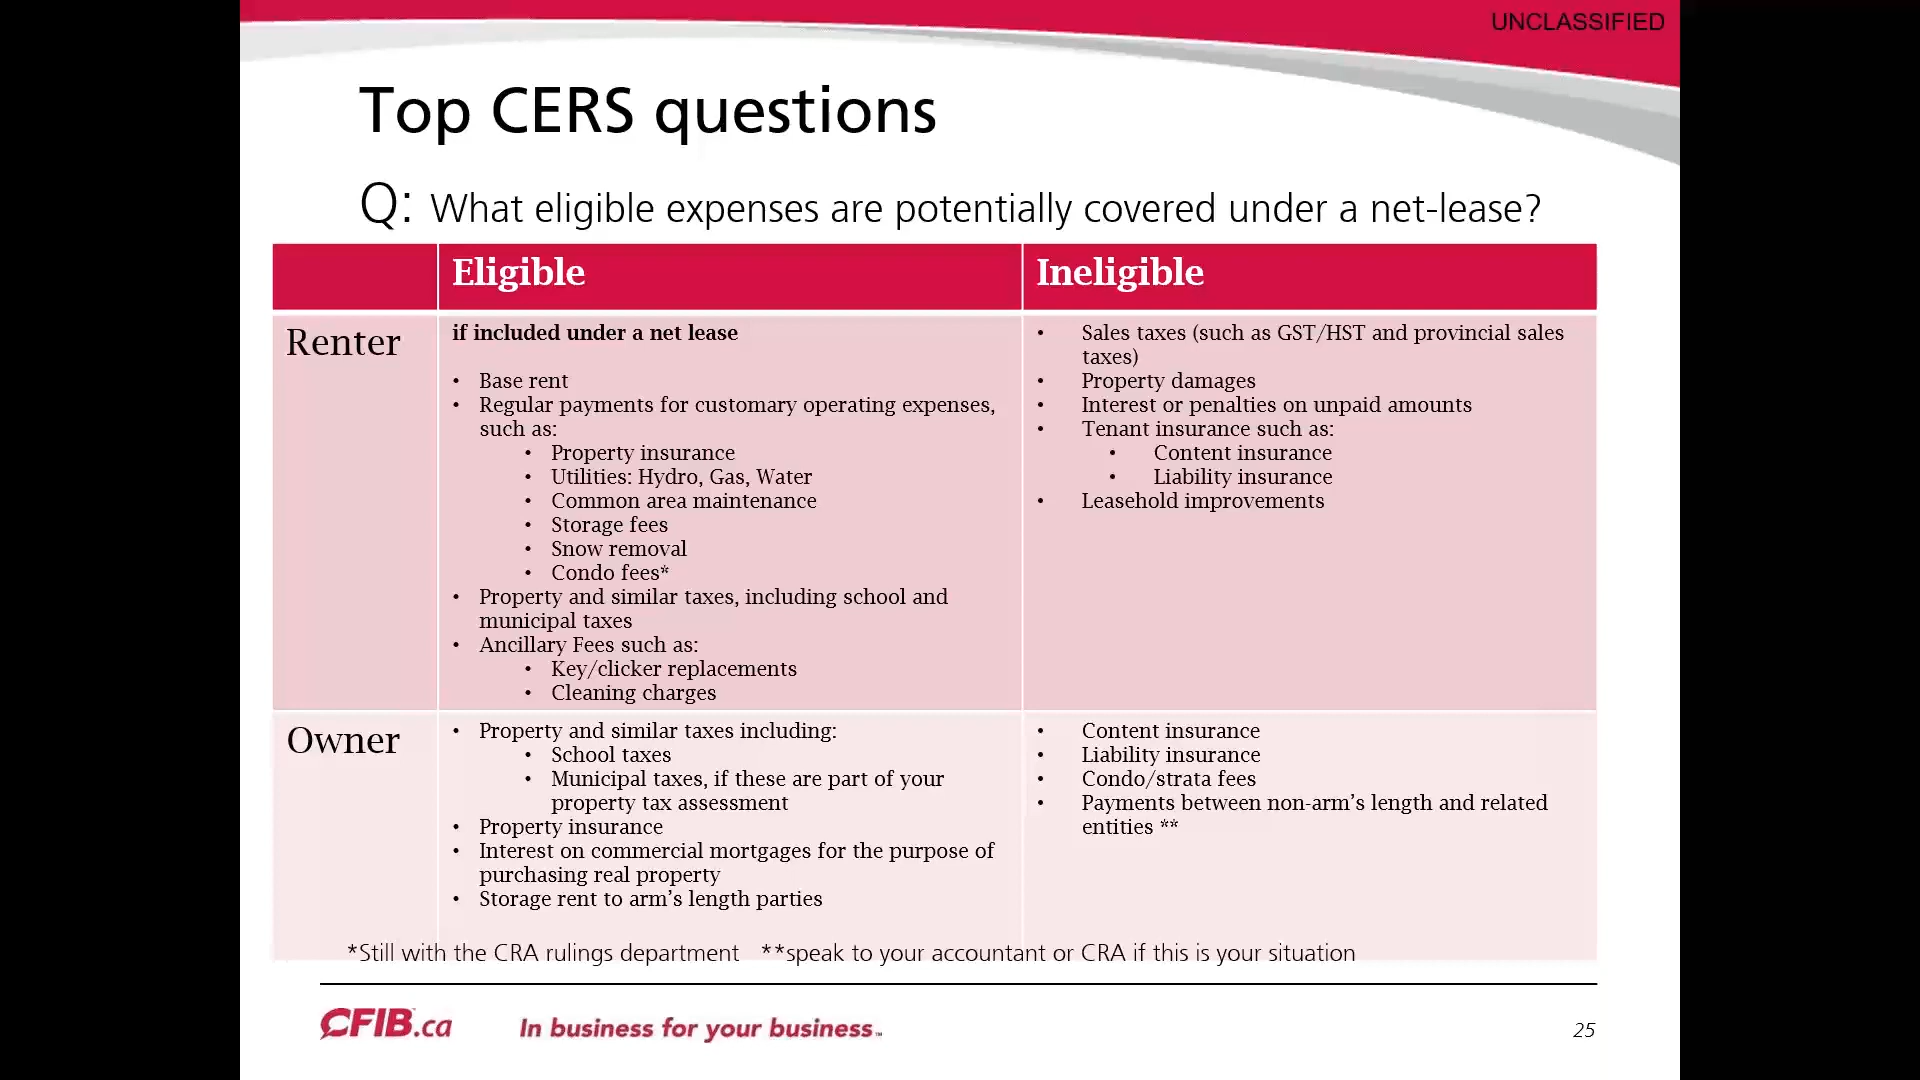 UNCLASSIFIED
Top CERS questions
Q: What eligible expenses are potentially covered under a net-lease?
Eligible
Ineligible
Renter
if included under a net lease
• Base rent
• Regular payments for customary operating expenses,
such as:
• Property insurance
• Utilities: Hydro, Gas, Water
• Common area maintenance
• Storage fees
• Snow removal
• Condo fees*
• Property and similar taxes, including school and
municipal taxes
• Ancillary Fees such as:
• Key/clicker replacements
• Cleaning charges
• Sales taxes (such as GST/HST and provincial sales
taxes)
• Property damages
• Interest or penalties on unpaid amounts
• Tenant insurance such as:
• Content insurance
• Liability insurance
• Leasehold improvements
Owner
• Property and similar taxes including:
• School taxes
• Municipal taxes, if these are part of your
property tax assessment
• Property insurance
• Interest on commercial mortgages for the purpose of
purchasing real property
• Storage rent to arm’s length parties
• Content insurance
• Liability insurance
• Condo/strata fees
• Payments between non-arm’s length and related
entities **
*Still with the CRA rulings department **speak to your accountant or CRA if this is your situation
CFIB.ca
In business for your business™
25